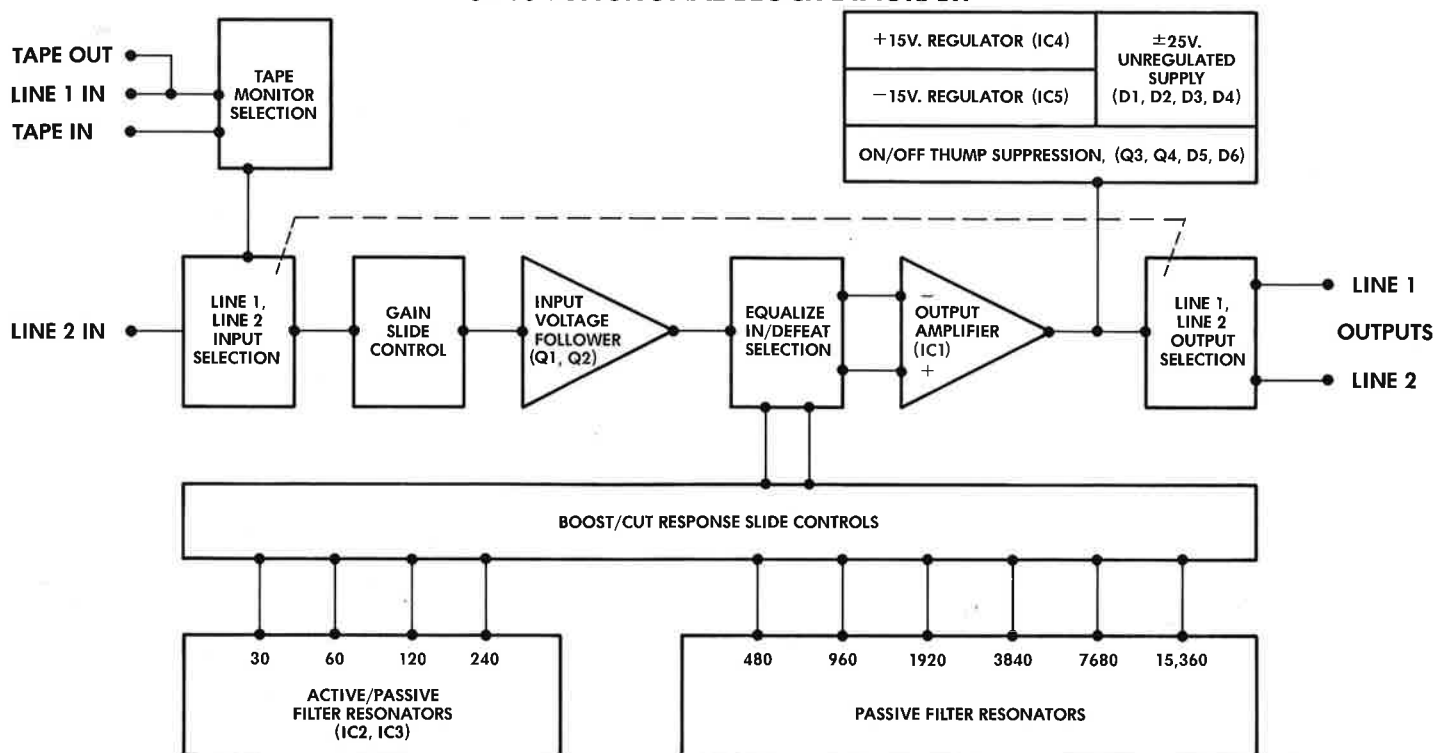 TAPE OUT
LINE 1 IN
TAPE IN
TAPE
MONITOR
SELECTION
+15V. REGULATOR (IC4)
−15V. REGULATOR (IC5)
±25V.
UNREGULATED
SUPPLY
(D1, D2, D3, D4)
ON/OFF THUMP SUPPRESSION, (Q3, Q4, D5, D6)
LINE 2 IN
LINE 1,
LINE 2
INPUT
SELECTION
GAIN
SLIDE
CONTROL
INPUT
VOLTAGE
FOLLOWER
(Q1, Q2)
EQUALIZE
IN/DEFEAT
SELECTION
−
OUTPUT
AMPLIFIER
(IC1)
+
LINE 1,
LINE 2
OUTPUT
SELECTION
LINE 1
OUTPUTS
LINE 2
BOOST/CUT RESPONSE SLIDE CONTROLS
30 60 120 240
ACTIVE/PASSIVE
FILTER RESONATORS
(IC2, IC3)
480 960 1920 3840 7680 15,360
PASSIVE FILTER RESONATORS